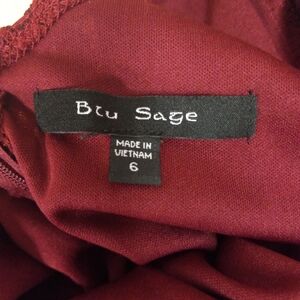 Blu Sage
MADE IN
VIETNAM
6